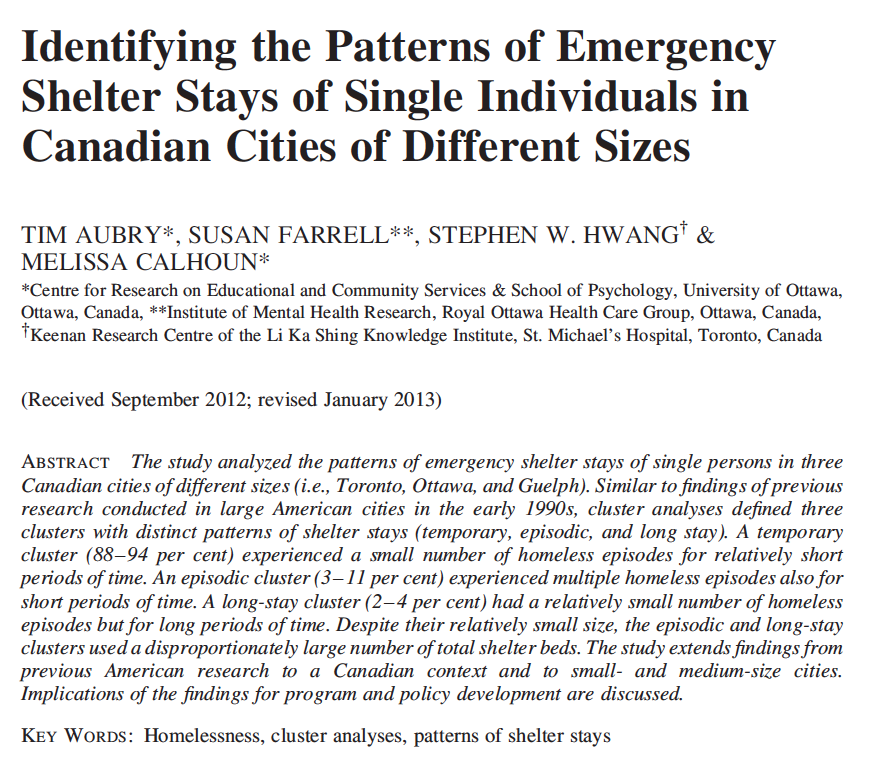 Identifying the Patterns of Emergency
Shelter Stays of Single Individuals in
Canadian Cities of Different Sizes
TIM AUBRY*, SUSAN FARRELL**, STEPHEN W. HWANG† &
MELISSA CALHOUN*
*Centre for Research on Educational and Community Services & School of Psychology, University of Ottawa,
Ottawa, Canada, **Institute of Mental Health Research, Royal Ottawa Health Care Group, Ottawa, Canada,
†Keenan Research Centre of the Li Ka Shing Knowledge Institute, St. Michael's Hospital, Toronto, Canada
(Received September 2012; revised January 2013)
ABSTRACT The study analyzed the patterns of emergency shelter stays of single persons in three
Canadian cities of different sizes (i.e., Toronto, Ottawa, and Guelph). Similar to findings of previous
research conducted in large American cities in the early 1990s, cluster analyses defined three
clusters with distinct patterns of shelter stays (temporary, episodic, and long stay). A temporary
cluster (88–94 per cent) experienced a small number of homeless episodes for relatively short
periods of time. An episodic cluster (3–11 per cent) experienced multiple homeless episodes also for
short periods of time. A long-stay cluster (2–4 per cent) had a relatively small number of homeless
episodes but for long periods of time. Despite their relatively small size, the episodic and long-stay
clusters used a disproportionately large number of total shelter beds. The study extends findings from
previous American research to a Canadian context and to small- and medium-size cities.
Implications of the findings for program and policy development are discussed.
KEY WORDS: Homelessness, cluster analyses, patterns of shelter stays